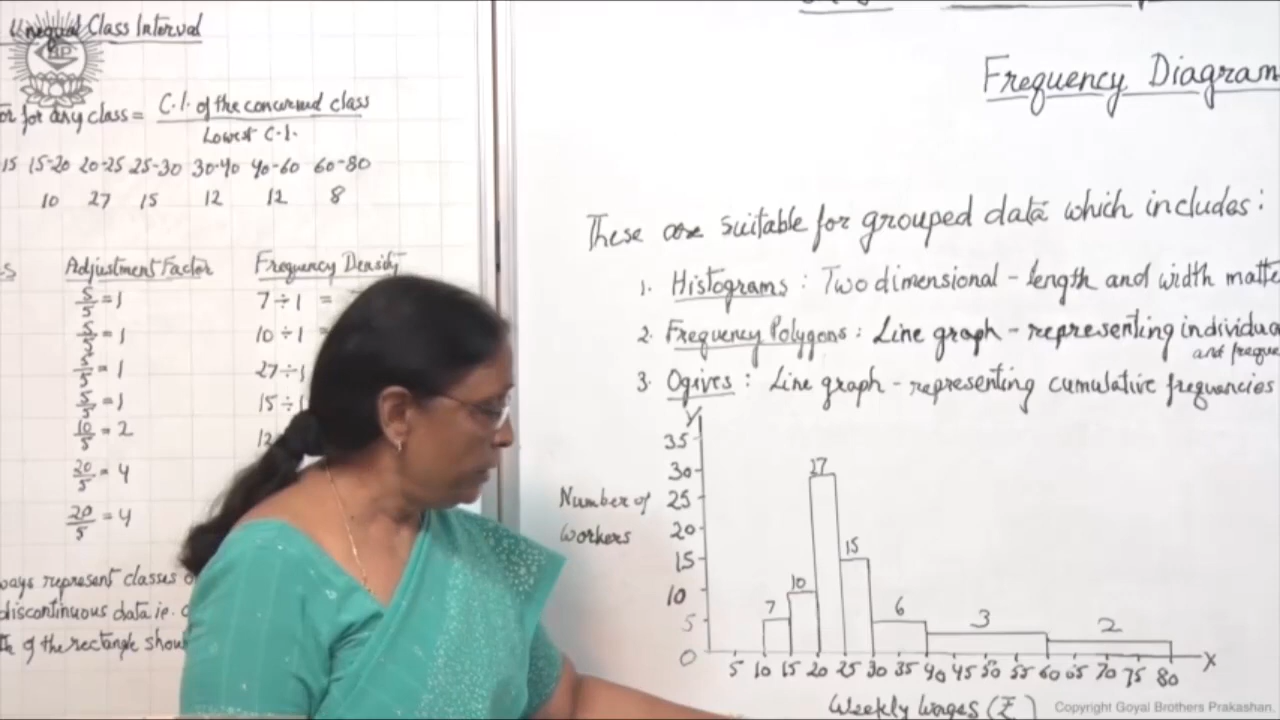 Unequal Class Interval
GBP
or for any class = C.I. of the concerned class
Lowest C.I.
15 15-20 20-25 25-30 30-40 40-60 60-80
10 27 15 12 12 8
Adjustment Factor Frequency Density
5/5 = 1 7 ÷ 1 =
5/5 = 1 10 ÷ 1 =
5/5 = 1 27 ÷ 1
5/5 = 1 15 ÷ 1
10/5 = 2 12
20/5 = 4
20/5 = 4
ways represent classes
discontinuous data i.e.
of the rectangle shou
Frequency Diagram
These are suitable for grouped data which includes:
1. Histograms : Two dimensional - length and width matte
2. Frequency Polygons : Line graph - representing individua
and freque
3. Ogives : Line graph - representing cumulative frequencies
Y
35
30
25
20
15
10
5
0
Number of
workers
7 10 27 15 6 3 2
5 10 15 20 25 30 35 40 45 50 55 60 65 70 75 80 X
Weekly Wages (₹
Copyright Goyal Brothers Prakashan.